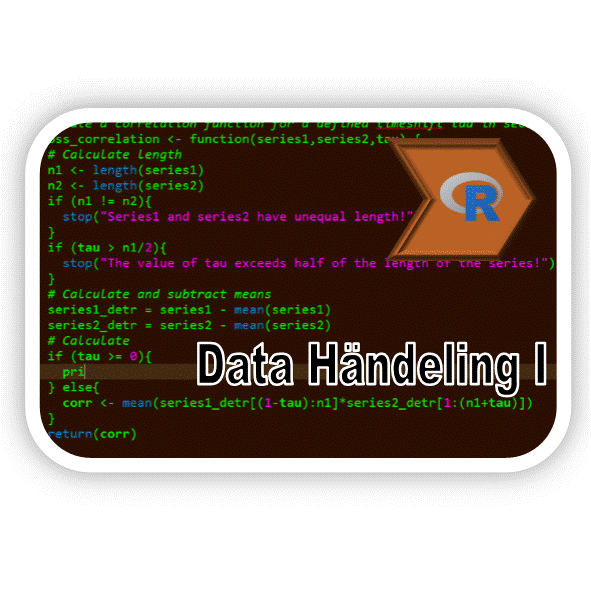 a correlation function for a defined timeshift tau in
oss_correlation <- function(series1,series2,tau) {
# Calculate length
n1 <- length(series1)
n2 <- length(series2)
if (n1 != n2){
stop("Series1 and series2 have unequal length!"
}
if (tau > n1/2){
stop("The value of tau exceeds half of the length of the series!")
}
# Calculate and subtract means
series1_detr = series1 - mean(series1)
series2_detr = series2 - mean(series2)
# Calculate
if (tau >= 0){
pri
} else{
corr <- mean(series1_detr[(1-tau):n1]*series2_detr[1:(n1+tau)])
}
return(corr)
R
Data Händeling I